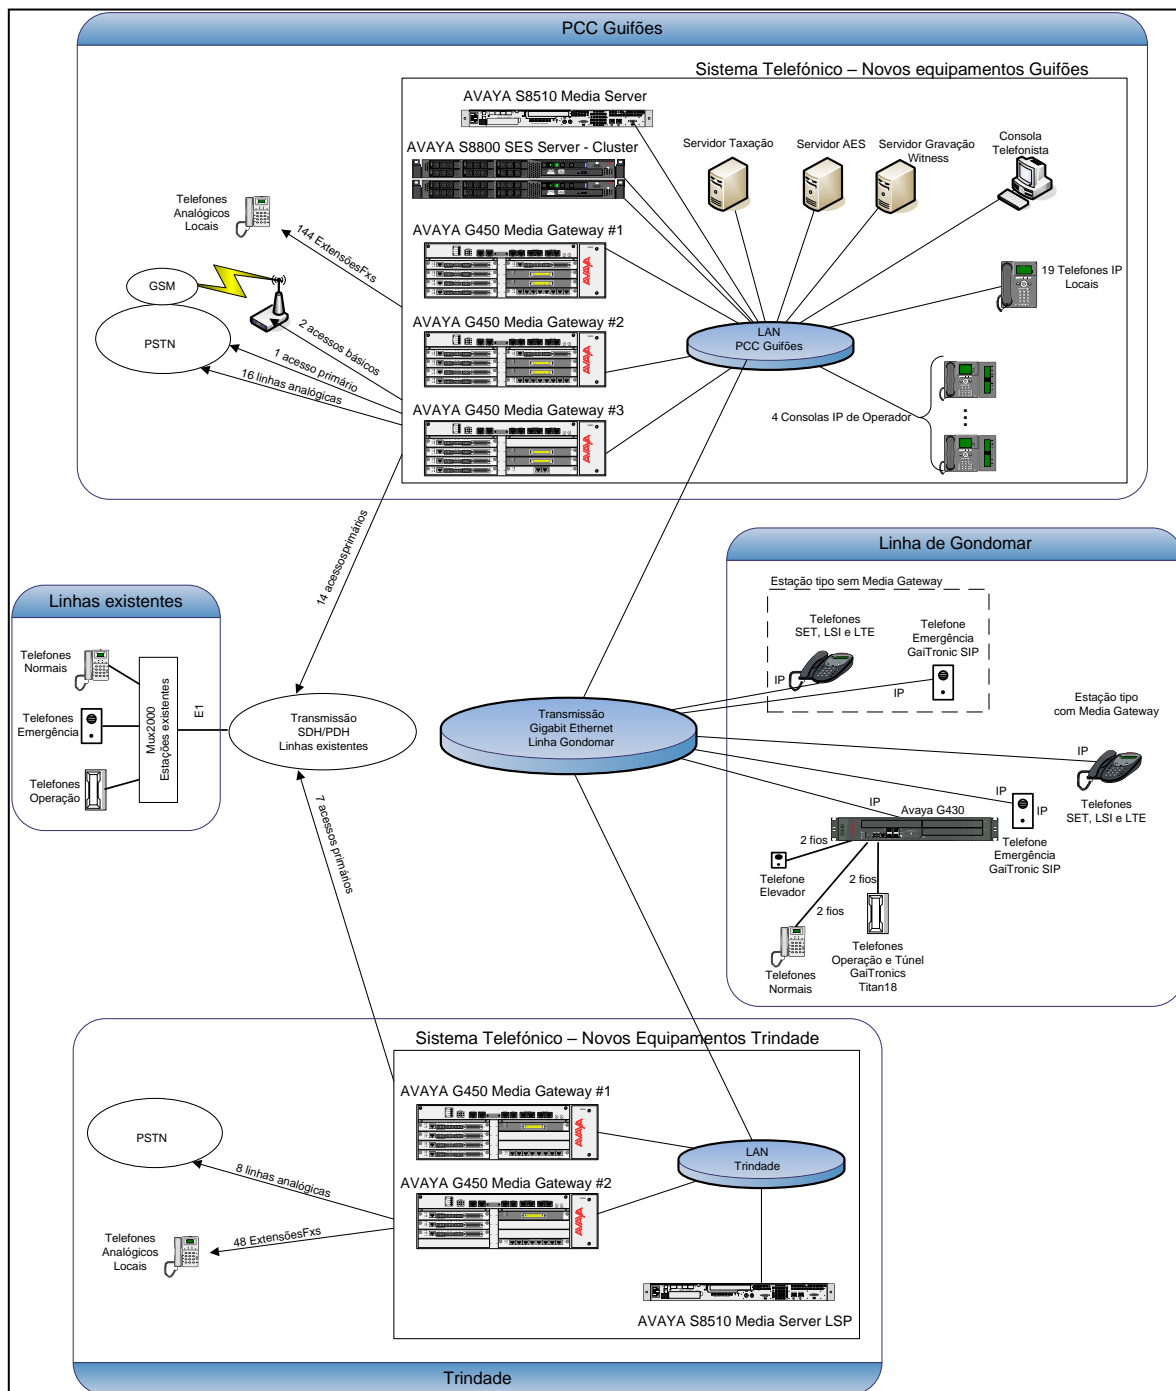 PCC Guifões
Sistema Telefónico – Novos equipamentos Guifões
AVAYA S8510 Media Server
AVAYA S8800 SES Server - Cluster
Servidor Taxação
Servidor AES
Servidor Gravação
Witness
Consola
Telefonista
Telefones
Analógicos
Locais
144 ExtensõesFxs
AVAYA G450 Media Gateway #1
AVAYA
19 Telefones IP
Locais
GSM
PSTN
2 acessos básicos
1 acesso primário
16 linhas analógicas
AVAYA G450 Media Gateway #2
AVAYA
LAN
PCC Guifões
AVAYA G450 Media Gateway #3
AVAYA
4 Consolas IP de Operador
14 acessosprimários
Linhas existentes
Telefones
Normais
Telefones
Emergência
Telefones
Operação
Mux2000
Estações existentes
E1
Transmissão
SDH/PDH
Linhas existentes
Transmissão
Gigabit Ethernet
Linha Gondomar
Linha de Gondomar
Estação tipo sem Media Gateway
Telefones
SET, LSI e LTE
Telefone
Emergência
GaiTronic SIP
IP
IP
Estação tipo
com Media Gateway
IP
Telefones
SET, LSI e LTE
IP
IP
Telefone
Emergência
GaiTronic SIP
IP
Avaya G430
2 fios
Telefone
Elevador
2 fios
2 fios
Telefones
Normais
Telefones
Operação e Túnel
GaiTronics
Titan18
7 acessos primários
Sistema Telefónico – Novos Equipamentos Trindade
AVAYA G450 Media Gateway #1
AVAYA
PSTN
8 linhas analógicas
LAN
Trindade
AVAYA G450 Media Gateway #2
AVAYA
48 ExtensõesFxs
Telefones
Analógicos
Locais
AVAYA S8510 Media Server LSP
Trindade